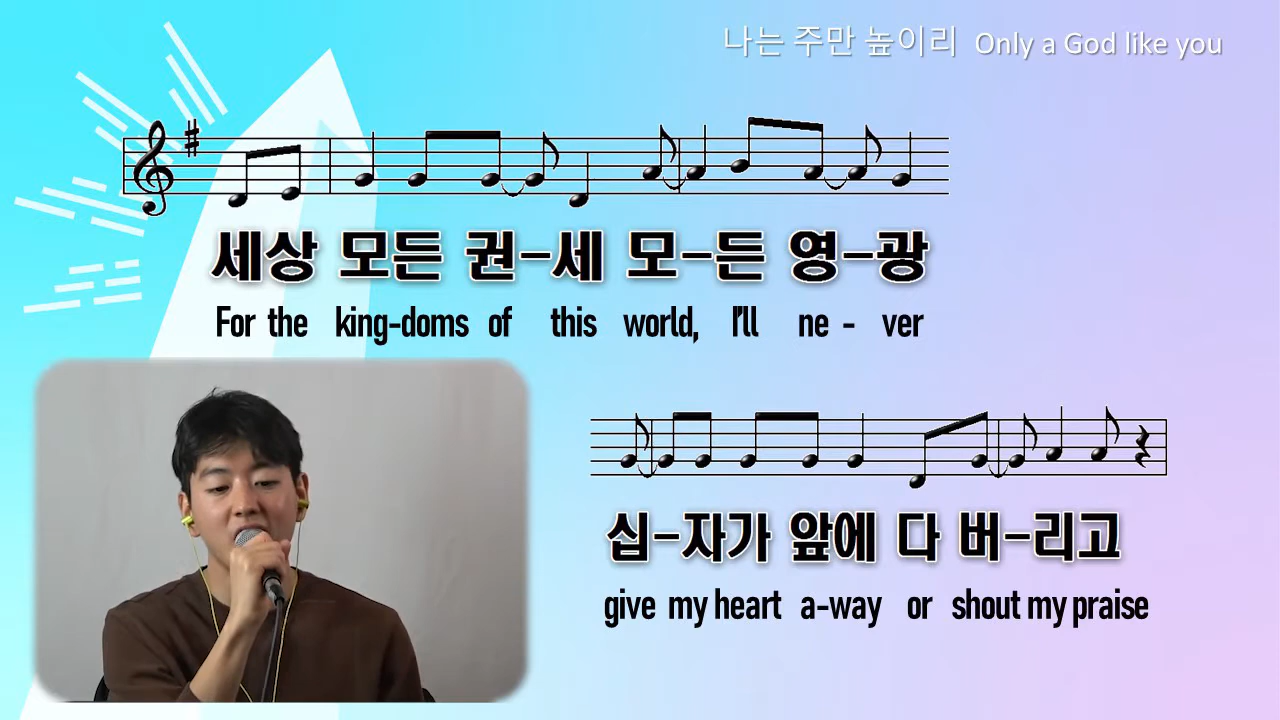 나는 주만 높이리 Only a God like you
세상 모든 권-세 모-든 영-광
For the king-doms of this world, I'll ne - ver
십-자가 앞에 다 버-리고
give my heart a-way or shout my praise